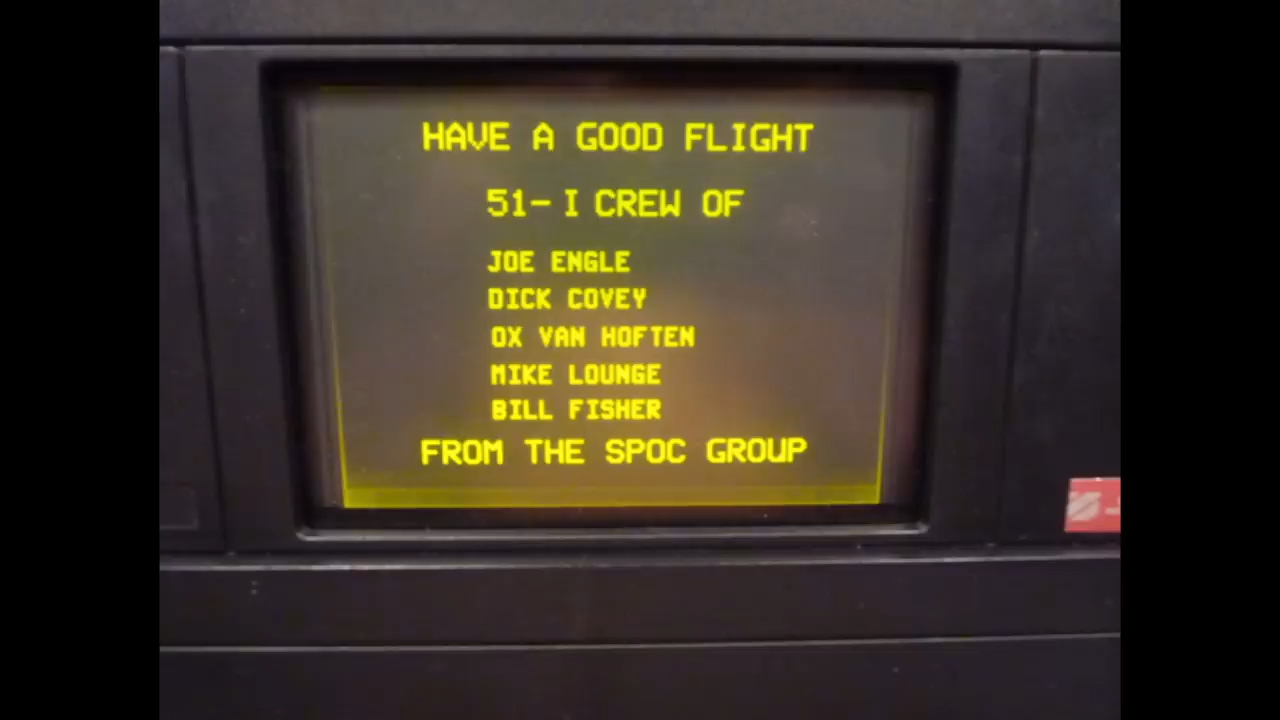 HAVE A GOOD FLIGHT
51-I CREW OF
JOE ENGLE
DICK COVEY
OX VAN HOFTEN
MIKE LOUNGE
BILL FISHER
FROM THE SPOC GROUP